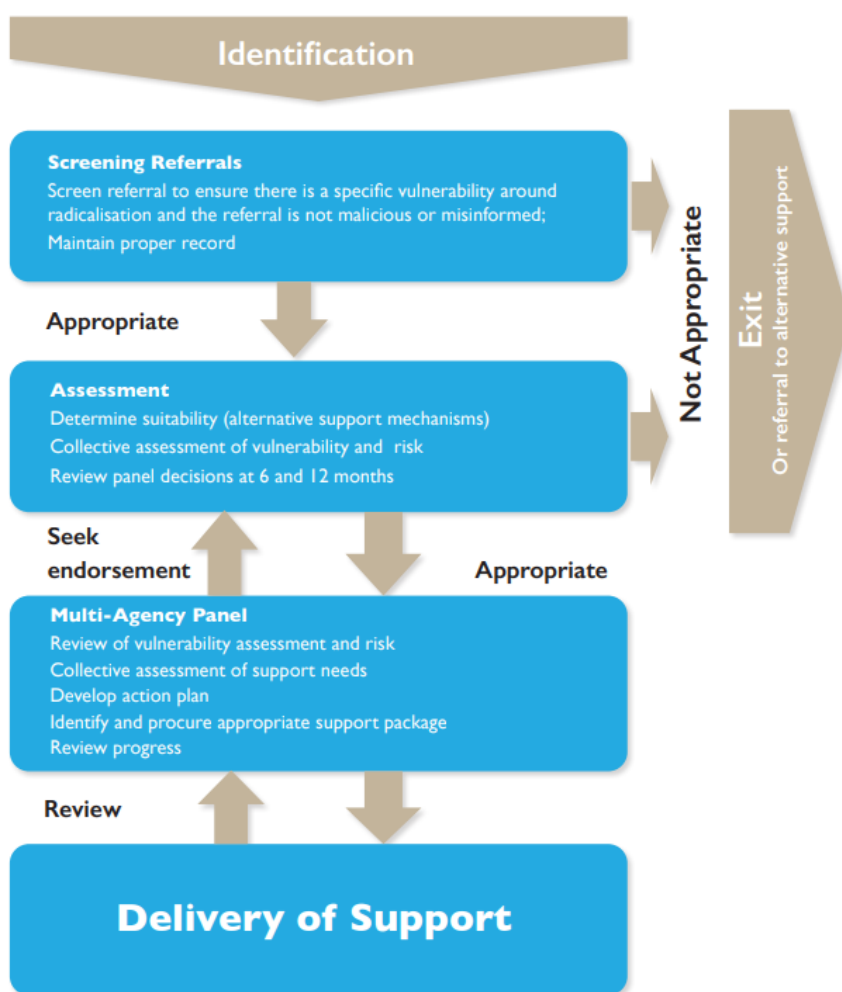 Identification
Screening Referrals
Screen referral to ensure there is a specific vulnerability around
radicalisation and the referral is not malicious or misinformed;
Maintain proper record
Appropriate
Not Appropriate
Exit
Or referral to alternative support
Assessment
Determine suitability (alternative support mechanisms)
Collective assessment of vulnerability and risk
Review panel decisions at 6 and 12 months
Seek
endorsement
Appropriate
Multi-Agency Panel
Review of vulnerability assessment and risk
Collective assessment of support needs
Develop action plan
Identify and procure appropriate support package
Review progress
Review
Delivery of Support